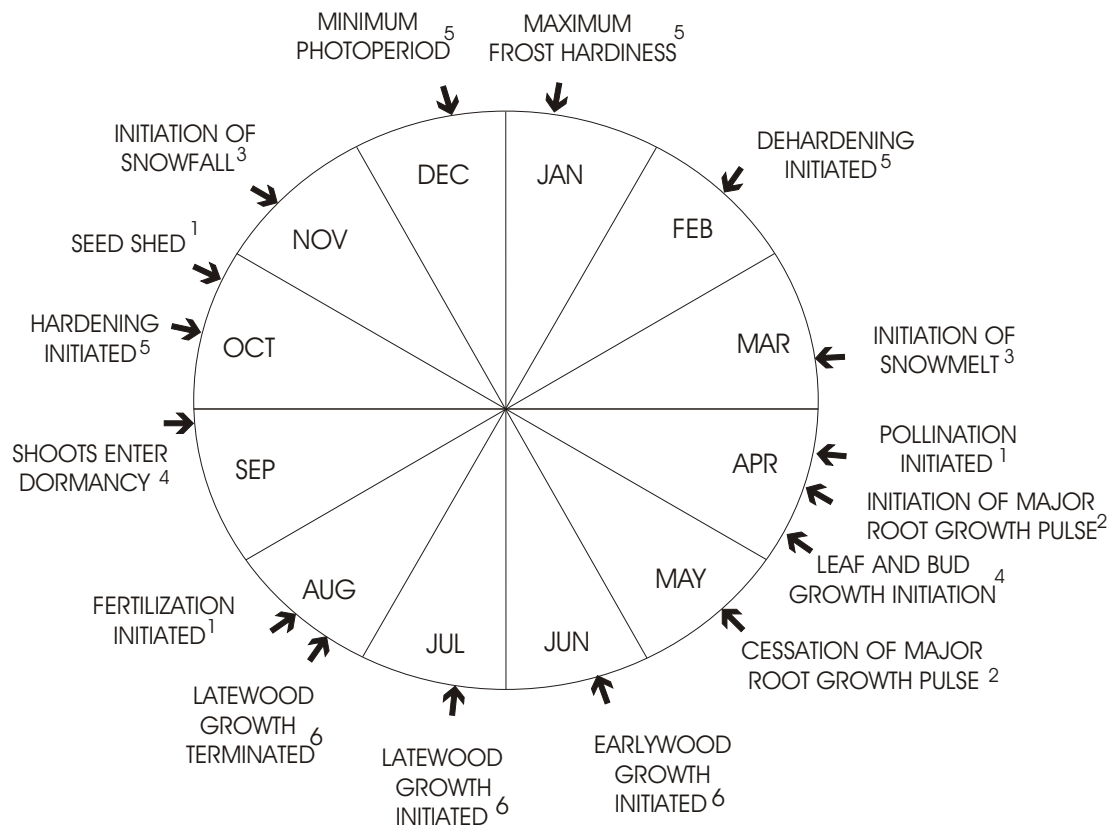 MINIMUM
PHOTOPERIOD5
MAXIMUM
FROST HARDINESS5
DEHARDENING
INITIATED5
INITIATION OF
SNOWMELT3
POLLINATION
INITIATED1
INITIATION OF MAJOR
ROOT GROWTH PULSE2
LEAF AND BUD
GROWTH INITIATION4
CESSATION OF MAJOR
ROOT GROWTH PULSE2
EARLYWOOD
GROWTH
INITIATED6
LATEWOOD
GROWTH
INITIATED6
LATEWOOD
GROWTH
TERMINATED6
FERTILIZATION
INITIATED1
SHOOTS ENTER
DORMANCY4
HARDENING
INITIATED5
SEED SHED1
INITIATION OF
SNOWFALL3
JAN
FEB
MAR
APR
MAY
JUN
JUL
AUG
SEP
OCT
NOV
DEC